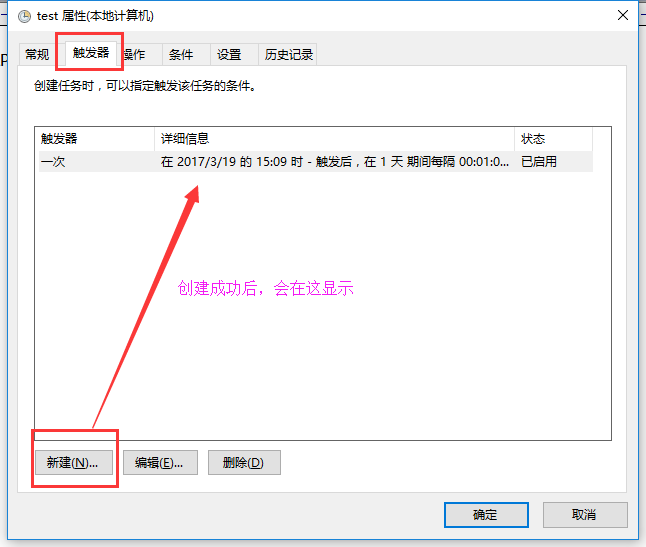 test 属性(本地计算机)
常规 触发器 操作 条件 设置 历史记录
创建任务时，可以指定触发该任务的条件。
触发器 详细信息 状态
一次 在 2017/3/19 的 15:09 时 - 触发后，在 1 天 期间每隔 00:01:0... 已启用
创建成功后，会在这显示
新建(N)... 编辑(E)... 删除(D)
确定 取消